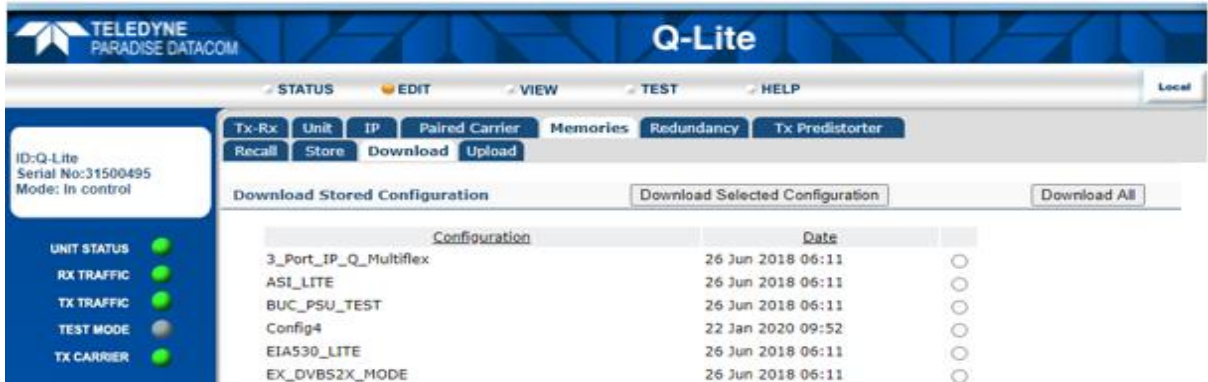 TELEDYNE
PARADISE DATACOM
Q-Lite
STATUS EDIT VIEW TEST HELP
Local
Tx-Rx Unit IP Paired Carrier Memories Redundancy Tx Predistorter
Recall Store Download Upload
ID:Q-Lite
Serial No:31500495
Mode: In control
Download Stored Configuration Download Selected Configuration Download All
UNIT STATUS
RX TRAFFIC
TX TRAFFIC
TEST MODE
TX CARRIER
Configuration Date
3_Port_IP_Q_Multiflex 26 Jun 2018 06:11
ASI_LITE 26 Jun 2018 06:11
BUC_PSU_TEST 26 Jun 2018 06:11
Config4 22 Jan 2020 09:52
EIA530_LITE 26 Jun 2018 06:11
EX_DVBS2X_MODE 26 Jun 2018 06:11